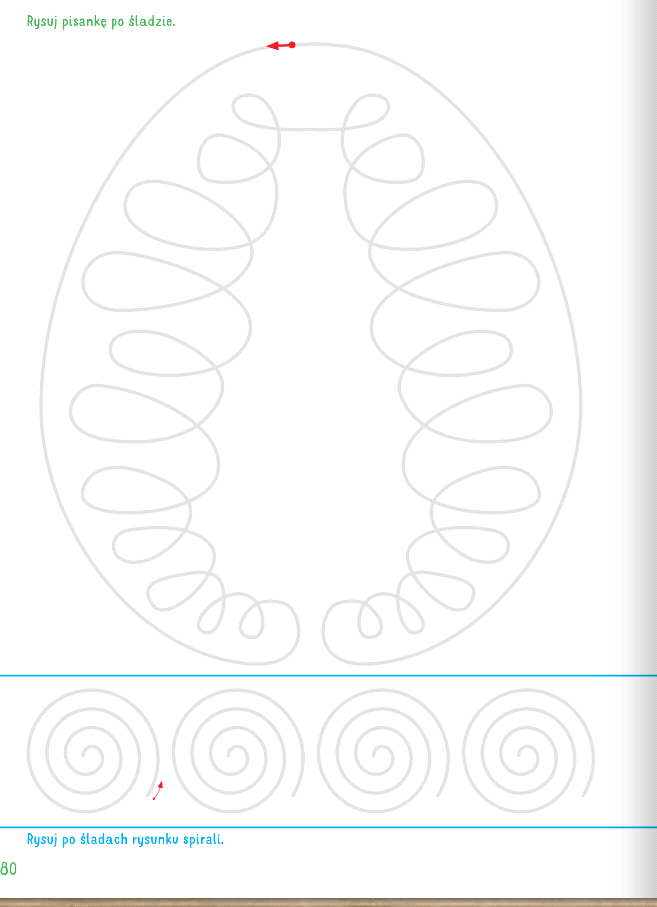 Rysuj pisankę po śladzie.
Rysuj po śladach rysunku spirali.
80